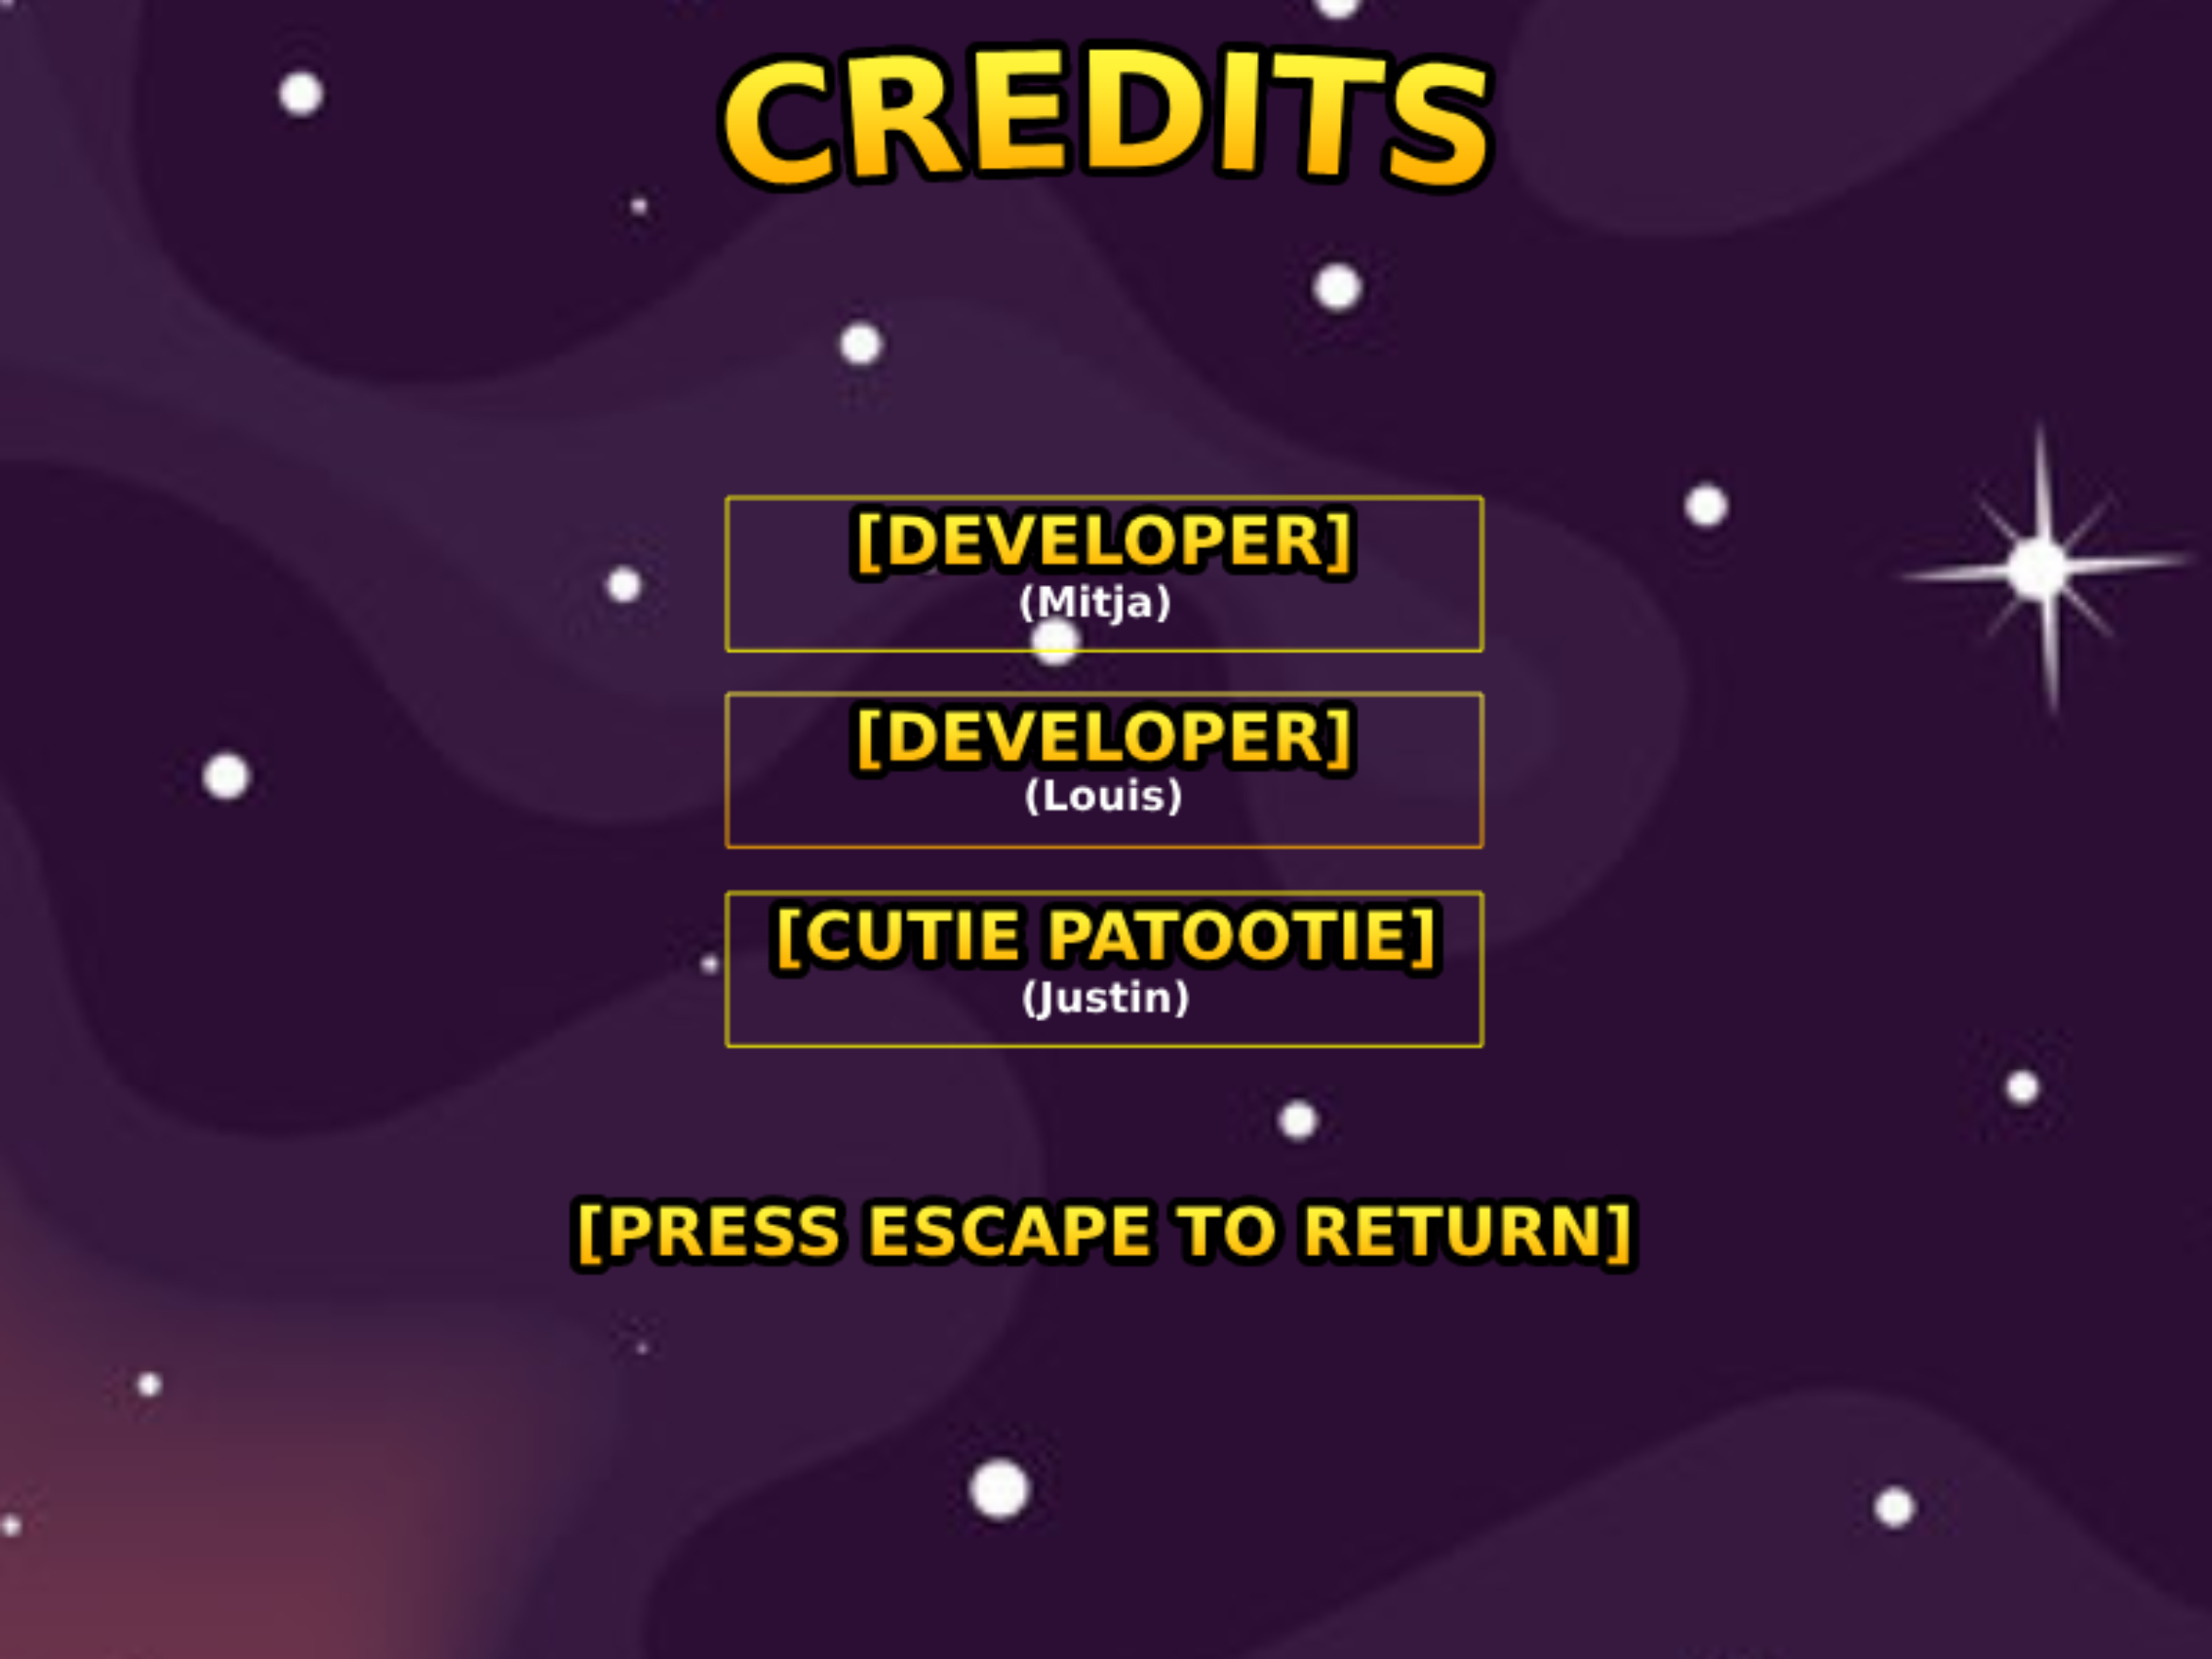 CREDITS
[DEVELOPER]
(Mitja)
[DEVELOPER]
(Louis)
[CUTIE PATOOTIE]
(Justin)
[PRESS ESCAPE TO RETURN]